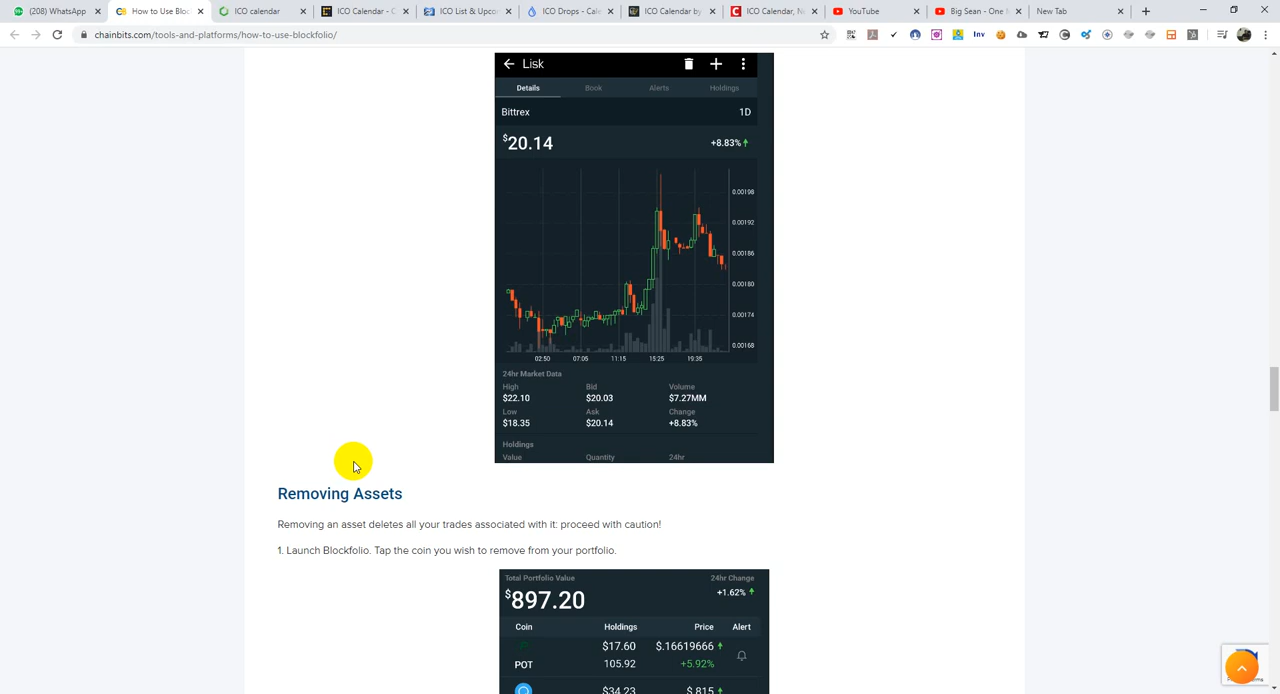 (208) WhatsApp
How to Use Bloc
ICO calendar
ICO Calendar - C
ICO List & Upcon
ICO Drops - Cale
ICO Calendar by
ICO Calendar, Ne
YouTube
Big Sean - One M
New Tab
chainbits.com/tools-and-platforms/how-to-use-blockfolio/
Inv
Lisk
Details Book Alerts Holdings
Bittrex 1D
$20.14 +8.83%
0.00198
0.00192
0.00186
0.00180
0.00174
0.00168
02:50 07:05 11:15 15:25 19:35
24hr Market Data
High Bid Volume
$22.10 $20.03 $7.27MM
Low Ask Change
$18.35 $20.14 +8.83%
Holdings
Value Quantity 24hr
Removing Assets
Removing an asset deletes all your trades associated with it: proceed with caution!
1. Launch Blockfolio. Tap the coin you wish to remove from your portfolio.
Total Portfolio Value 24hr Change
$897.20 +1.62%
Coin Holdings Price Alert
$17.60 $.16619666
POT 105.92 +5.92%
$34.23 $.815